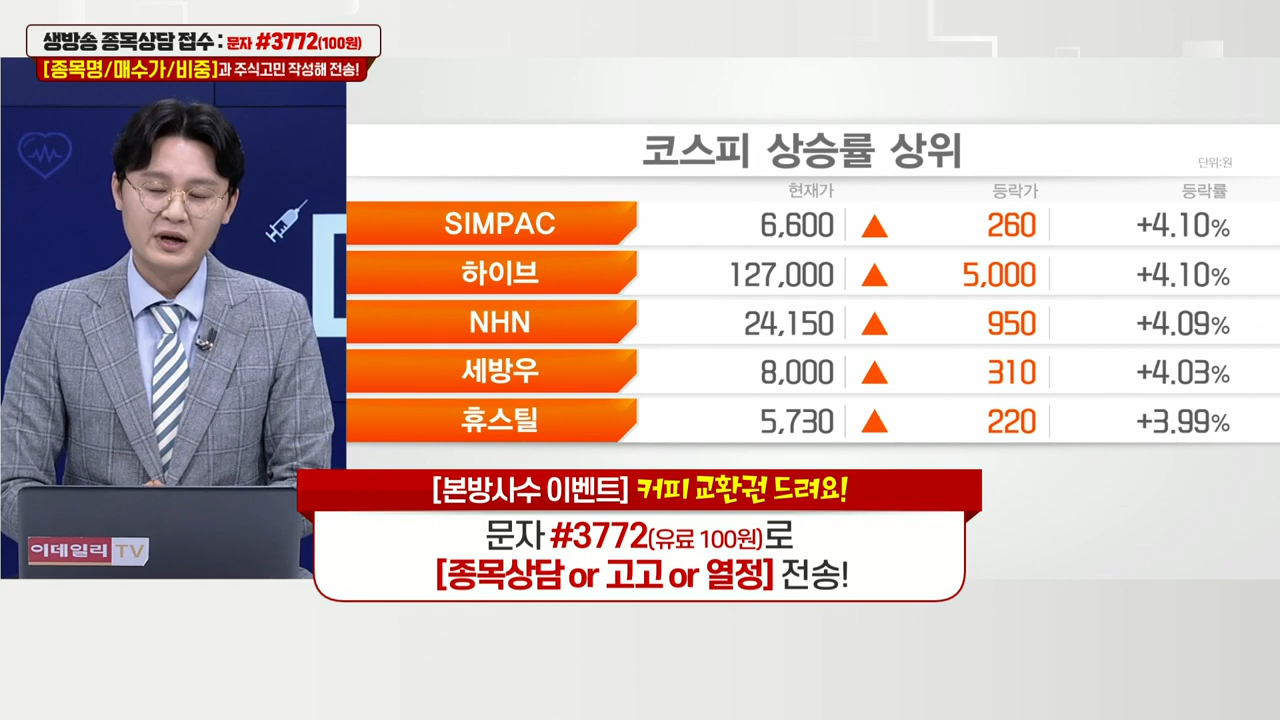 생방송 종목상담 접수 : 문자 #3772(100원)
[종목명/매수가/비중]과 주식고민 작성해 전송!
코스피 상승률 상위
단위:원
현재가 등락가 등락률
SIMPAC 6,600 ▲ 260 +4.10%
하이브 127,000 ▲ 5,000 +4.10%
NHN 24,150 ▲ 950 +4.09%
세방우 8,000 ▲ 310 +4.03%
휴스틸 5,730 ▲ 220 +3.99%
[본방사수 이벤트] 커피 교환권 드려요!
문자 #3772(유료 100원)로
[종목상담 or 고고 or 열정] 전송!
이데일리 TV